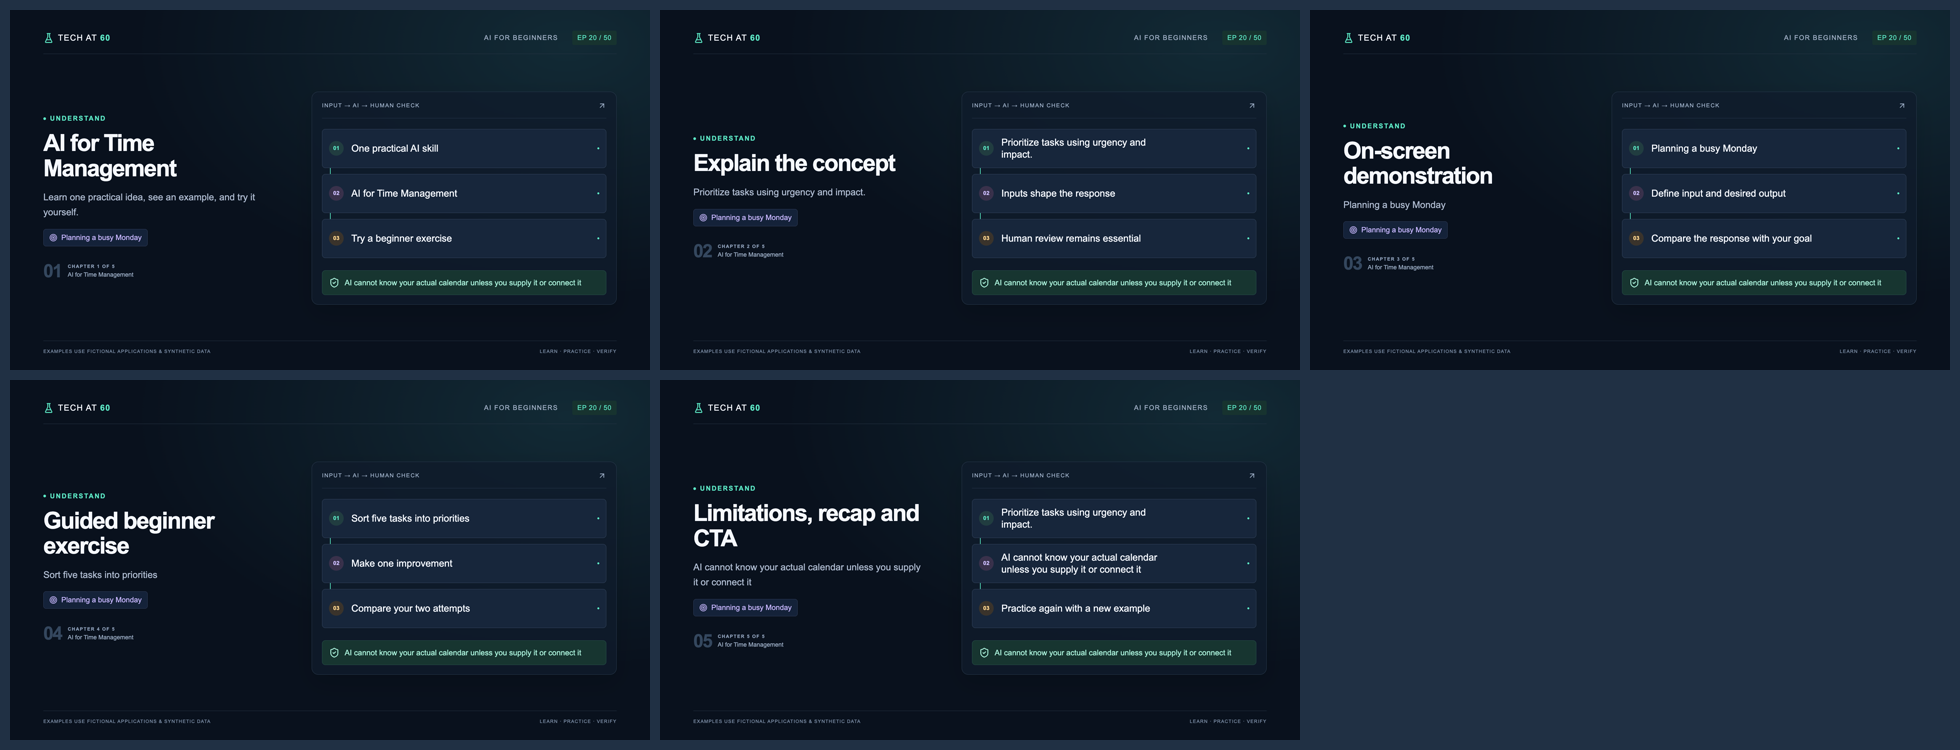 TECH AT 60
AI FOR BEGINNERS
EP 20 / 50
UNDERSTAND
AI for Time
Management
Learn one practical idea, see an example, and try it
yourself.
Planning a busy Monday
01
CHAPTER 1 OF 5
AI for Time Management
INPUT → AI → HUMAN CHECK
01 One practical AI skill
02 AI for Time Management
03 Try a beginner exercise
AI cannot know your actual calendar unless you supply it or connect it
EXAMPLES USE FICTIONAL APPLICATIONS & SYNTHETIC DATA
LEARN · PRACTICE · VERIFY
TECH AT 60
AI FOR BEGINNERS
EP 20 / 50
UNDERSTAND
Explain the concept
Prioritize tasks using urgency and impact.
Planning a busy Monday
02
CHAPTER 2 OF 5
AI for Time Management
INPUT → AI → HUMAN CHECK
01 Prioritize tasks using urgency and
impact.
02 Inputs shape the response
03 Human review remains essential
AI cannot know your actual calendar unless you supply it or connect it
EXAMPLES USE FICTIONAL APPLICATIONS & SYNTHETIC DATA
LEARN · PRACTICE · VERIFY
TECH AT 60
AI FOR BEGINNERS
EP 20 / 50
UNDERSTAND
On-screen
demonstration
Planning a busy Monday
Planning a busy Monday
03
CHAPTER 3 OF 5
AI for Time Management
INPUT → AI → HUMAN CHECK
01 Planning a busy Monday
02 Define input and desired output
03 Compare the response with your goal
AI cannot know your actual calendar unless you supply it or connect it
EXAMPLES USE FICTIONAL APPLICATIONS & SYNTHETIC DATA
LEARN · PRACTICE · VERIFY
TECH AT 60
AI FOR BEGINNERS
EP 20 / 50
UNDERSTAND
Guided beginner
exercise
Sort five tasks into priorities
Planning a busy Monday
04
CHAPTER 4 OF 5
AI for Time Management
INPUT → AI → HUMAN CHECK
01 Sort five tasks into priorities
02 Make one improvement
03 Compare your two attempts
AI cannot know your actual calendar unless you supply it or connect it
EXAMPLES USE FICTIONAL APPLICATIONS & SYNTHETIC DATA
LEARN · PRACTICE · VERIFY
TECH AT 60
AI FOR BEGINNERS
EP 20 / 50
UNDERSTAND
Limitations, recap and
CTA
AI cannot know your actual calendar unless you supply
it or connect it
Planning a busy Monday
05
CHAPTER 5 OF 5
AI for Time Management
INPUT → AI → HUMAN CHECK
01 Prioritize tasks using urgency and
impact.
02 AI cannot know your actual calendar
unless you supply it or connect it
03 Practice again with a new example
AI cannot know your actual calendar unless you supply it or connect it
EXAMPLES USE FICTIONAL APPLICATIONS & SYNTHETIC DATA
LEARN · PRACTICE · VERIFY